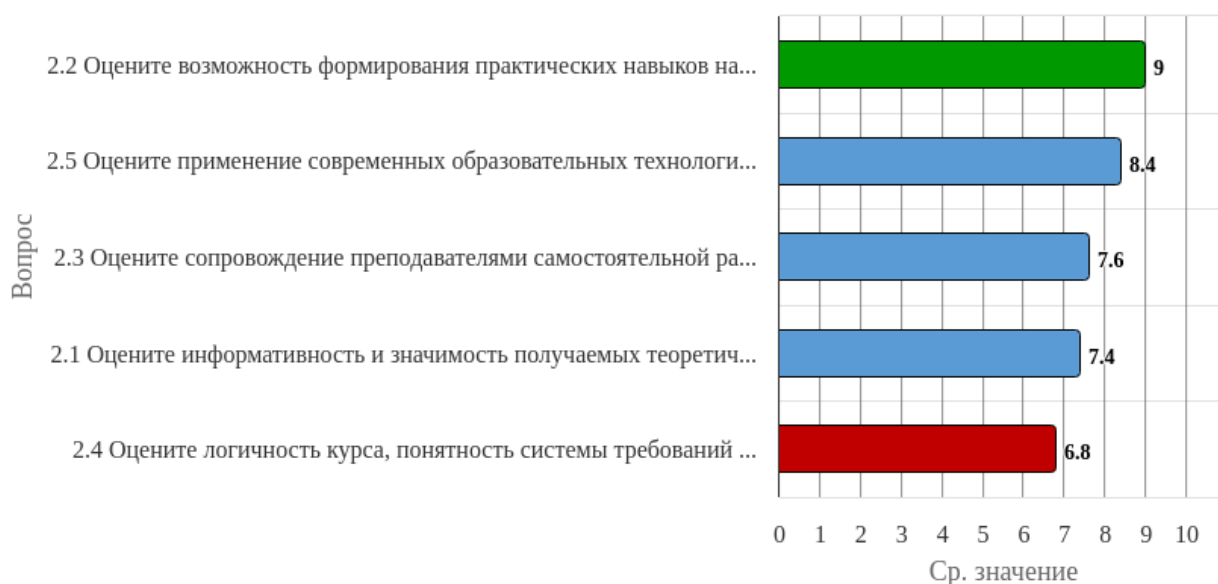 2.2 Оцените возможность формирования практических навыков на... 9
2.5 Оцените применение современных образовательных технологи... 8.4
2.3 Оцените сопровождение преподавателями самостоятельной ра... 7.6
2.1 Оцените информативность и значимость получаемых теоретич... 7.4
2.4 Оцените логичность курса, понятность системы требований ... 6.8
Вопрос
0 1 2 3 4 5 6 7 8 9 10
Ср. значение